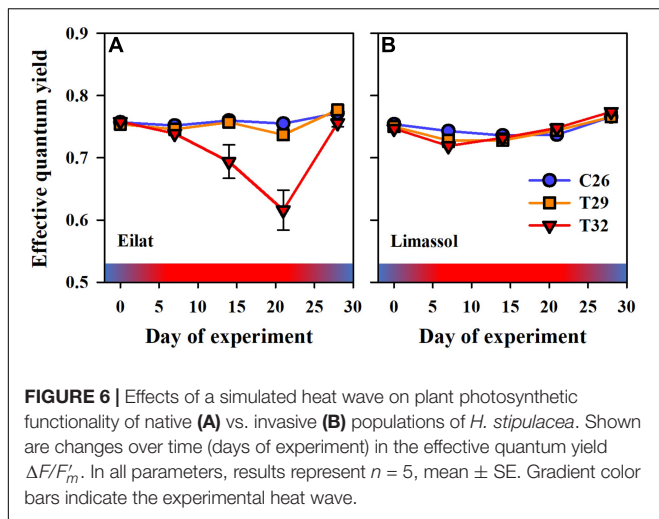 A
B
Effective quantum yield
0.9
0.8
0.7
0.6
0.5
Eilat
Limassol
C26
T29
T32
0 5 10 15 20 25 30
0 5 10 15 20 25 30
Day of experiment
Day of experiment
FIGURE 6 | Effects of a simulated heat wave on plant photosynthetic
functionality of native (A) vs. invasive (B) populations of H. stipulacea. Shown
are changes over time (days of experiment) in the effective quantum yield
ΔF/F′m. In all parameters, results represent n = 5, mean ± SE. Gradient color
bars indicate the experimental heat wave.